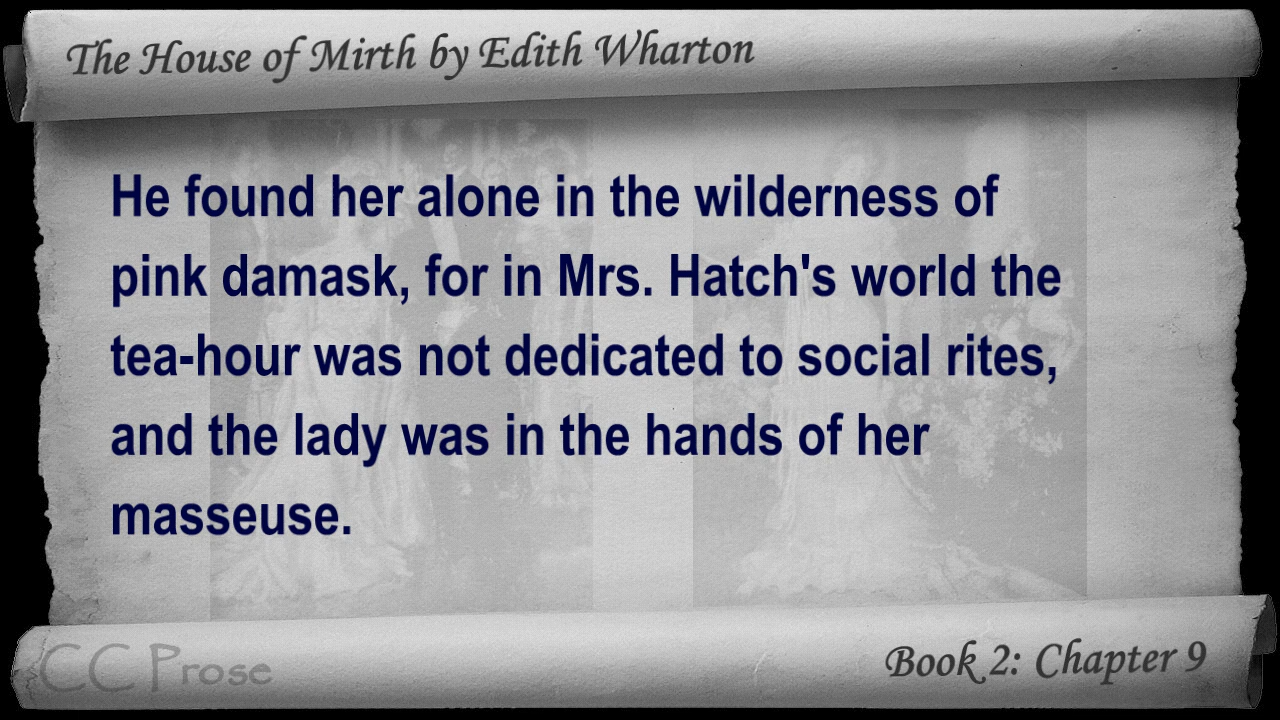 The House of Mirth by Edith Wharton
He found her alone in the wilderness of
pink damask, for in Mrs. Hatch's world the
tea-hour was not dedicated to social rites,
and the lady was in the hands of her
masseuse.
CC Prose
Book 2: Chapter 9